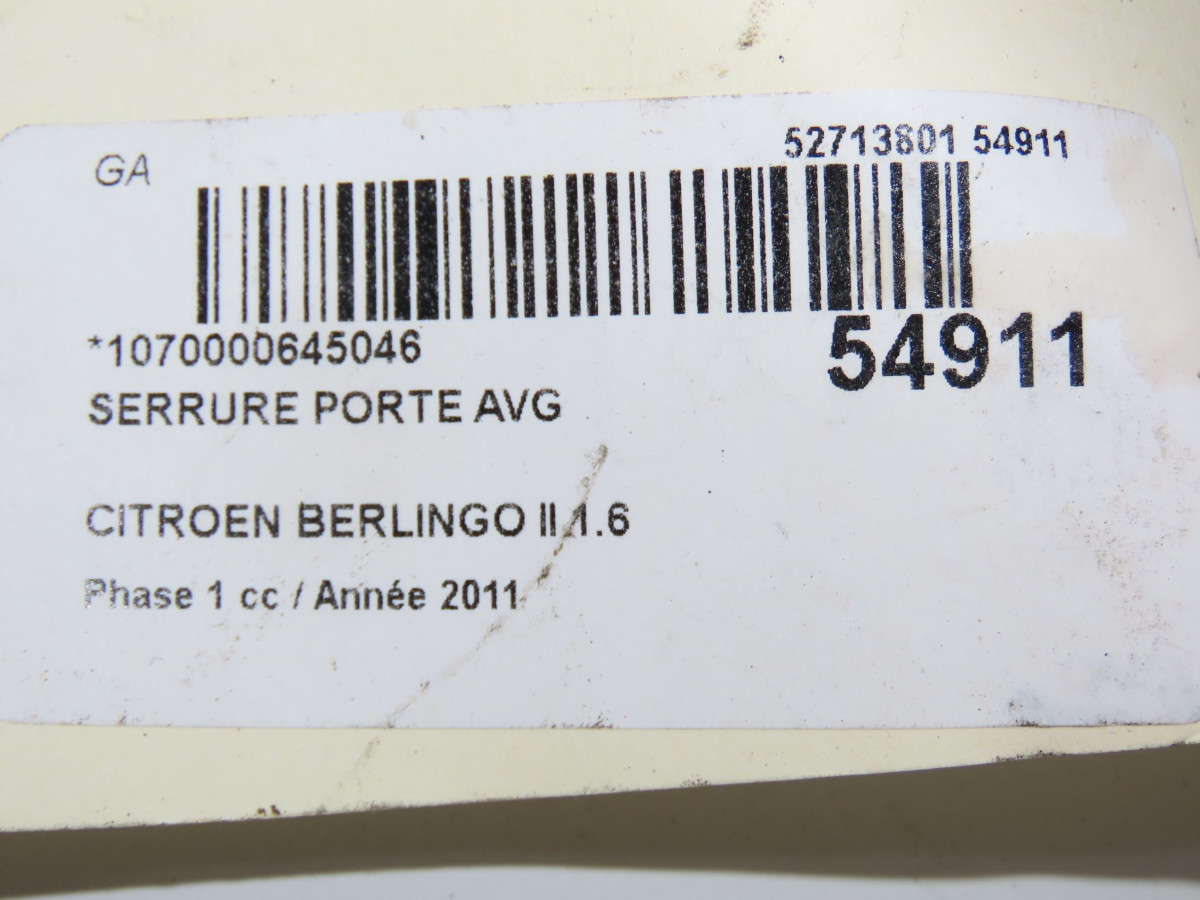 GA
52713801 54911
*1070000645046
54911
SERRURE PORTE AVG
CITROEN BERLINGO II 1.6
Phase 1 cc / Année 2011